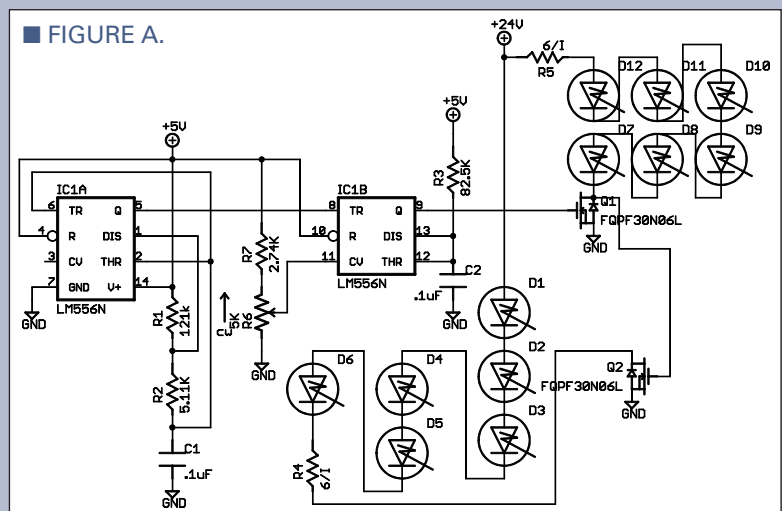 ■ FIGURE A.
+24V
6/I
R5
D12
D11
D10
D7
D8
D9
+5V
+5V
R3
82.5K
IC1A
6 TR Q 5
4 R DIS 1
3 CV THR 2
7 GND V+ 14
LM556N
GND
IC1B
8 TR Q 9
10 R DIS 13
11 CV THR 12
LM556N
Q1
FQPF30N06L
GND
R7
2.74K
C2
.1uF
GND
R1
121k
CW
5K
R6
GND
D1
D2
D3
D6
D4
D5
Q2
FQPF30N06L
GND
R2
5.11K
R4
6/I
C1
.1uF
GND